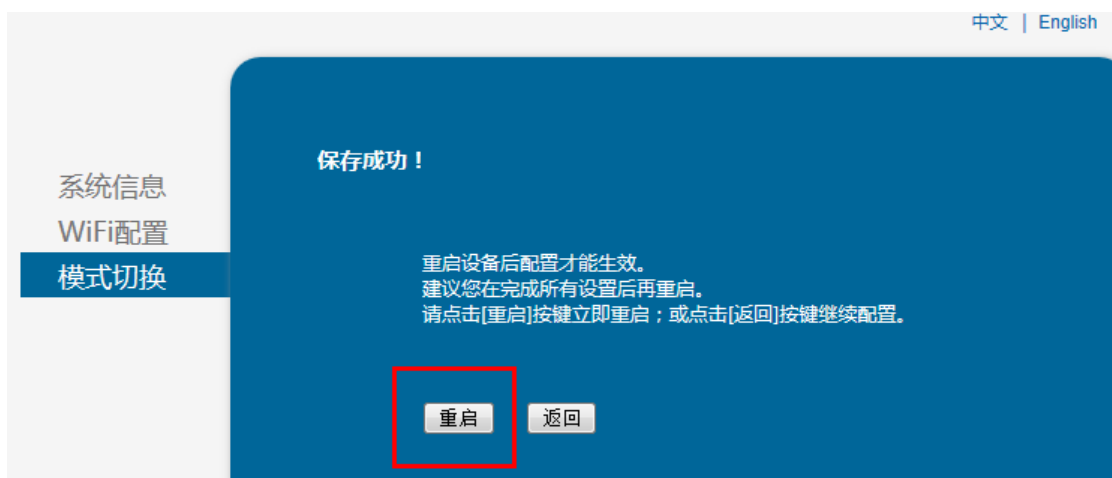 中文 | English
系统信息
WiFi配置
模式切换
保存成功！
重启设备后配置才能生效。
建议您在完成所有设置后再重启。
请点击[重启]按键立即重启；或点击[返回]按键继续配置。
重启 返回